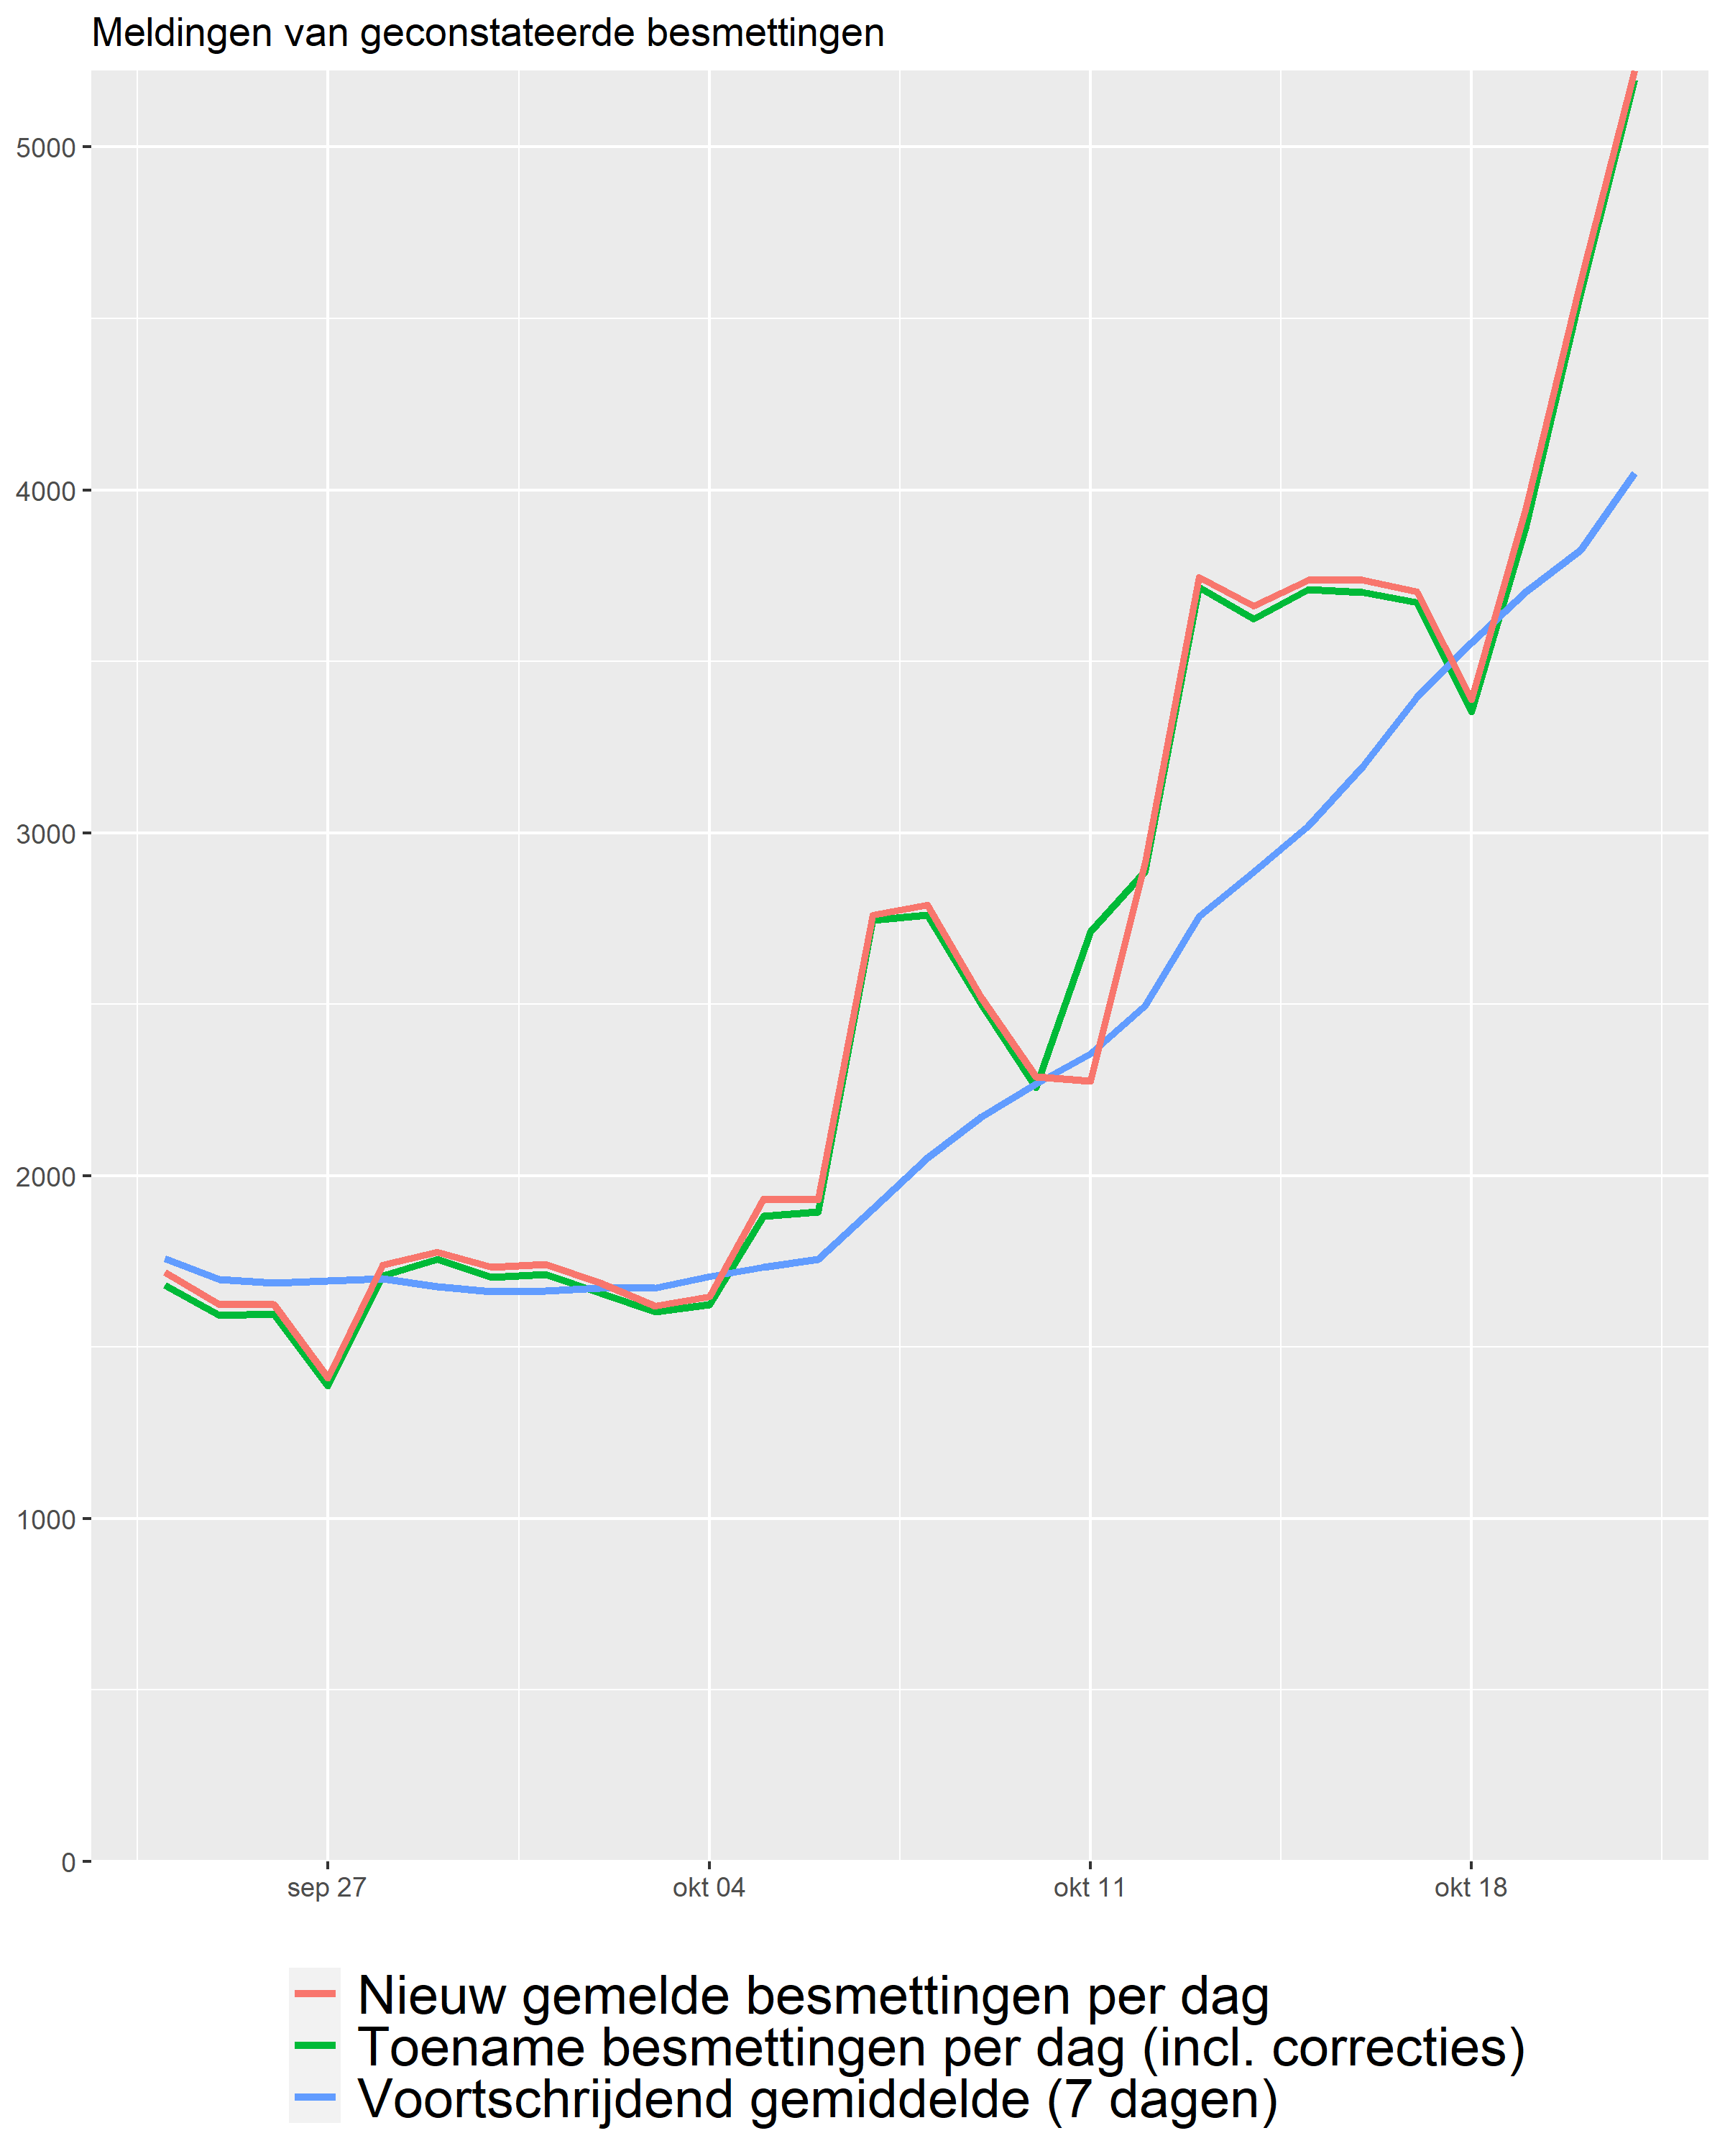 Meldingen van geconstateerde besmettingen
5000
4000
3000
2000
1000
0
sep 27 okt 04 okt 11 okt 18
Nieuw gemelde besmettingen per dag
Toename besmettingen per dag (incl. correcties)
Voortschrijdend gemiddelde (7 dagen)